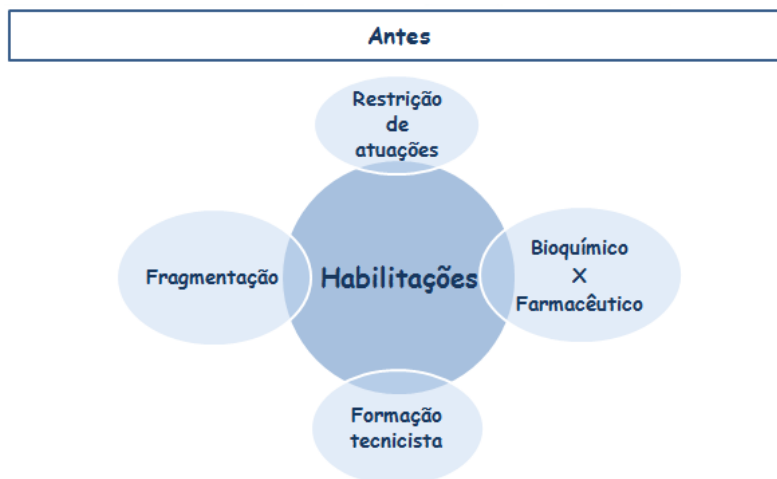 Antes
Restrição
de
atuações
Fragmentação
Habilitações
Bioquímico
X
Farmacêutico
Formação
tecnicista